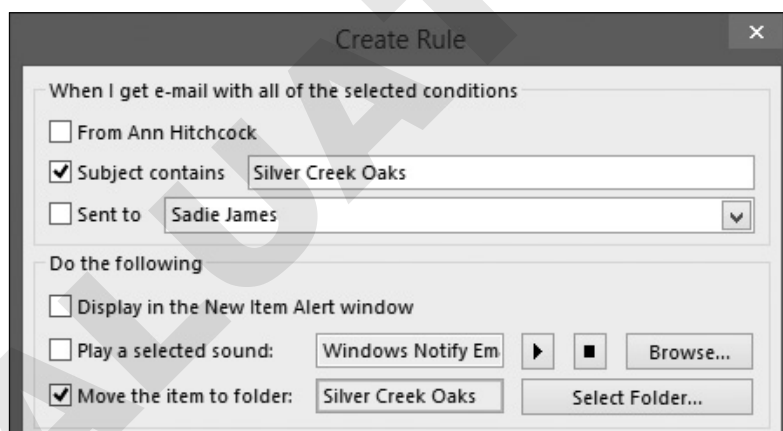 Create Rule
When I get e-mail with all of the selected conditions
From Ann Hitchcock
Subject contains Silver Creek Oaks
Sent to Sadie James
Do the following
Display in the New Item Alert window
Play a selected sound: Windows Notify Em Browse...
Move the item to folder: Silver Creek Oaks Select Folder...